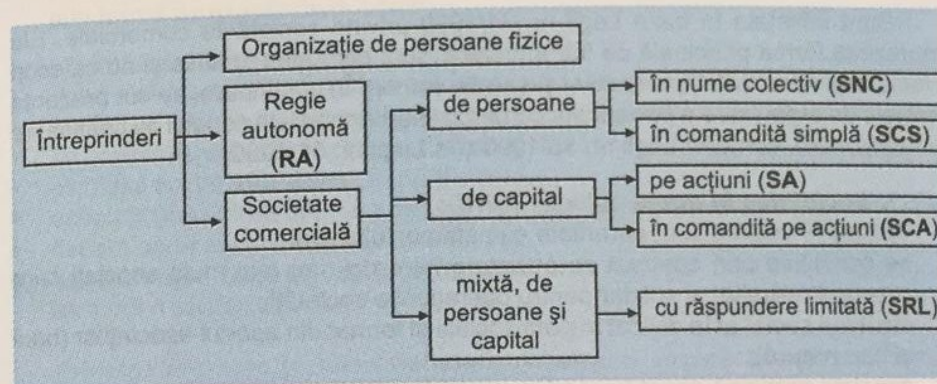 Organizație de persoane fizice
Întreprinderi
Regie
autonomă
(RA)
Societate
comercială
de persoane
în nume colectiv (SNC)
în comandită simplă (SCS)
de capital
pe acțiuni (SA)
în comandită pe acțiuni (SCA)
mixtă, de
persoane şi
capital
cu răspundere limitată (SRL)